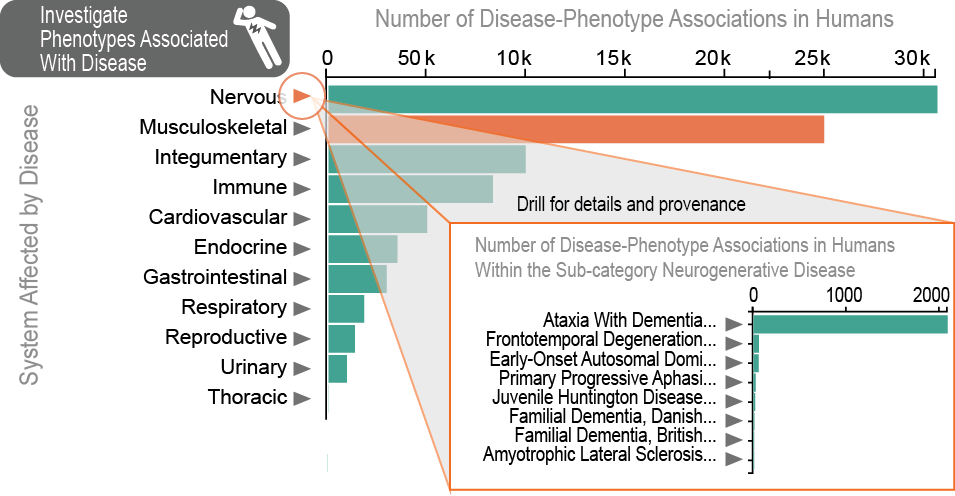 Investigate
Phenotypes Associated
With Disease
Number of Disease-Phenotype Associations in Humans
0 50k 10k 15k 20k 25k 30k
System Affected by Disease
Nervous
Musculoskeletal
Integumentary
Immune
Cardiovascular
Endocrine
Gastrointestinal
Respiratory
Reproductive
Urinary
Thoracic
Drill for details and provenance
Number of Disease-Phenotype Associations in Humans
Within the Sub-category Neurogenerative Disease
0 1000 2000
Ataxia With Dementia...
Frontotemporal Degeneration...
Early-Onset Autosomal Domi...
Primary Progressive Aphasi...
Juvenile Huntington Disease...
Familial Dementia, Danish...
Familial Dementia, British...
Amyotrophic Lateral Sclerosis...